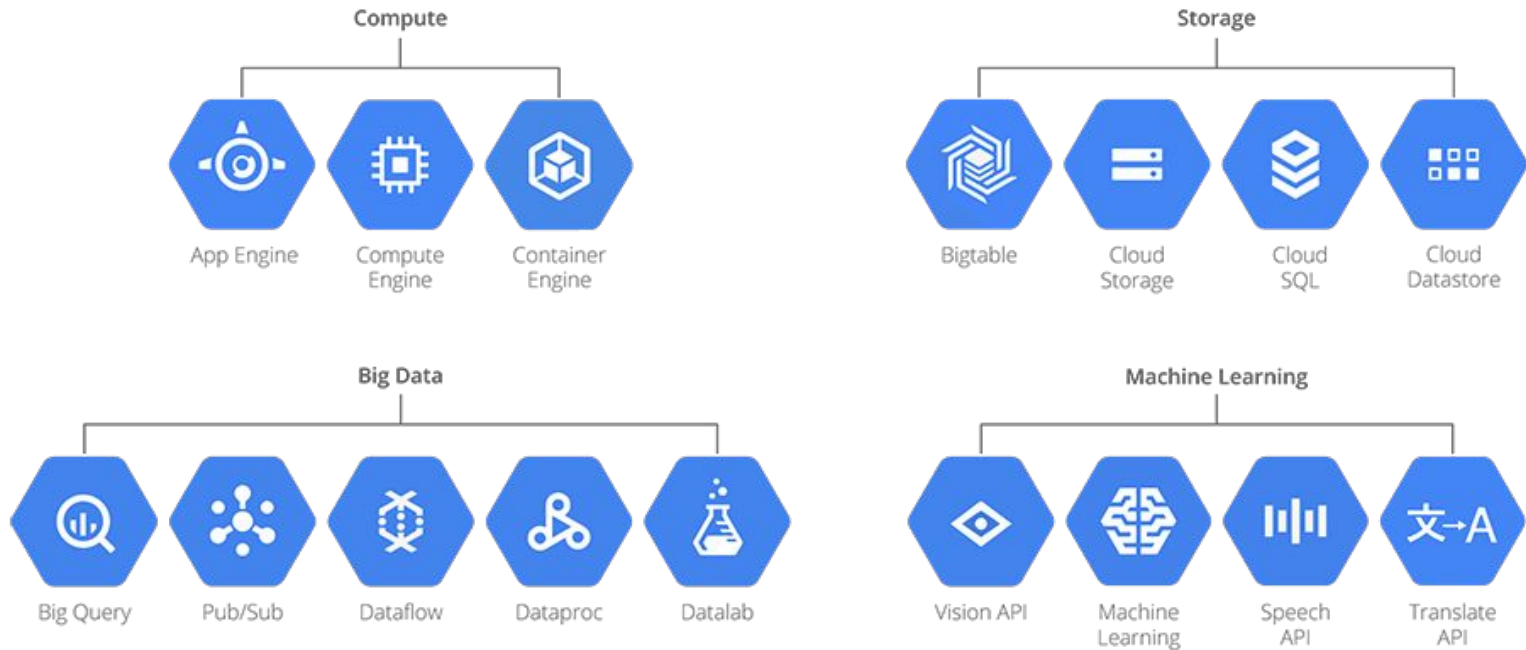 Compute
App Engine
Compute
Engine
Container
Engine
Storage
Bigtable
Cloud
Storage
Cloud
SQL
Cloud
Datastore
Big Data
Big Query
Pub/Sub
Dataflow
Dataproc
Datalab
Machine Learning
Vision API
Machine
Learning
Speech
API
文→A
Translate
API